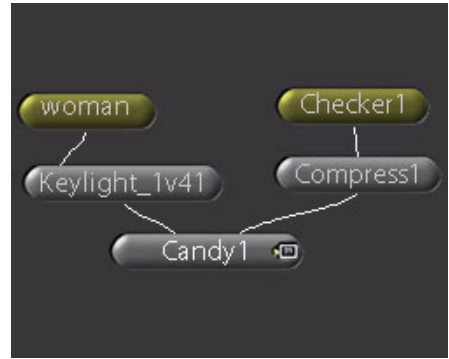 woman
Checker1
Keylight_1v41
Compress1
Candy1